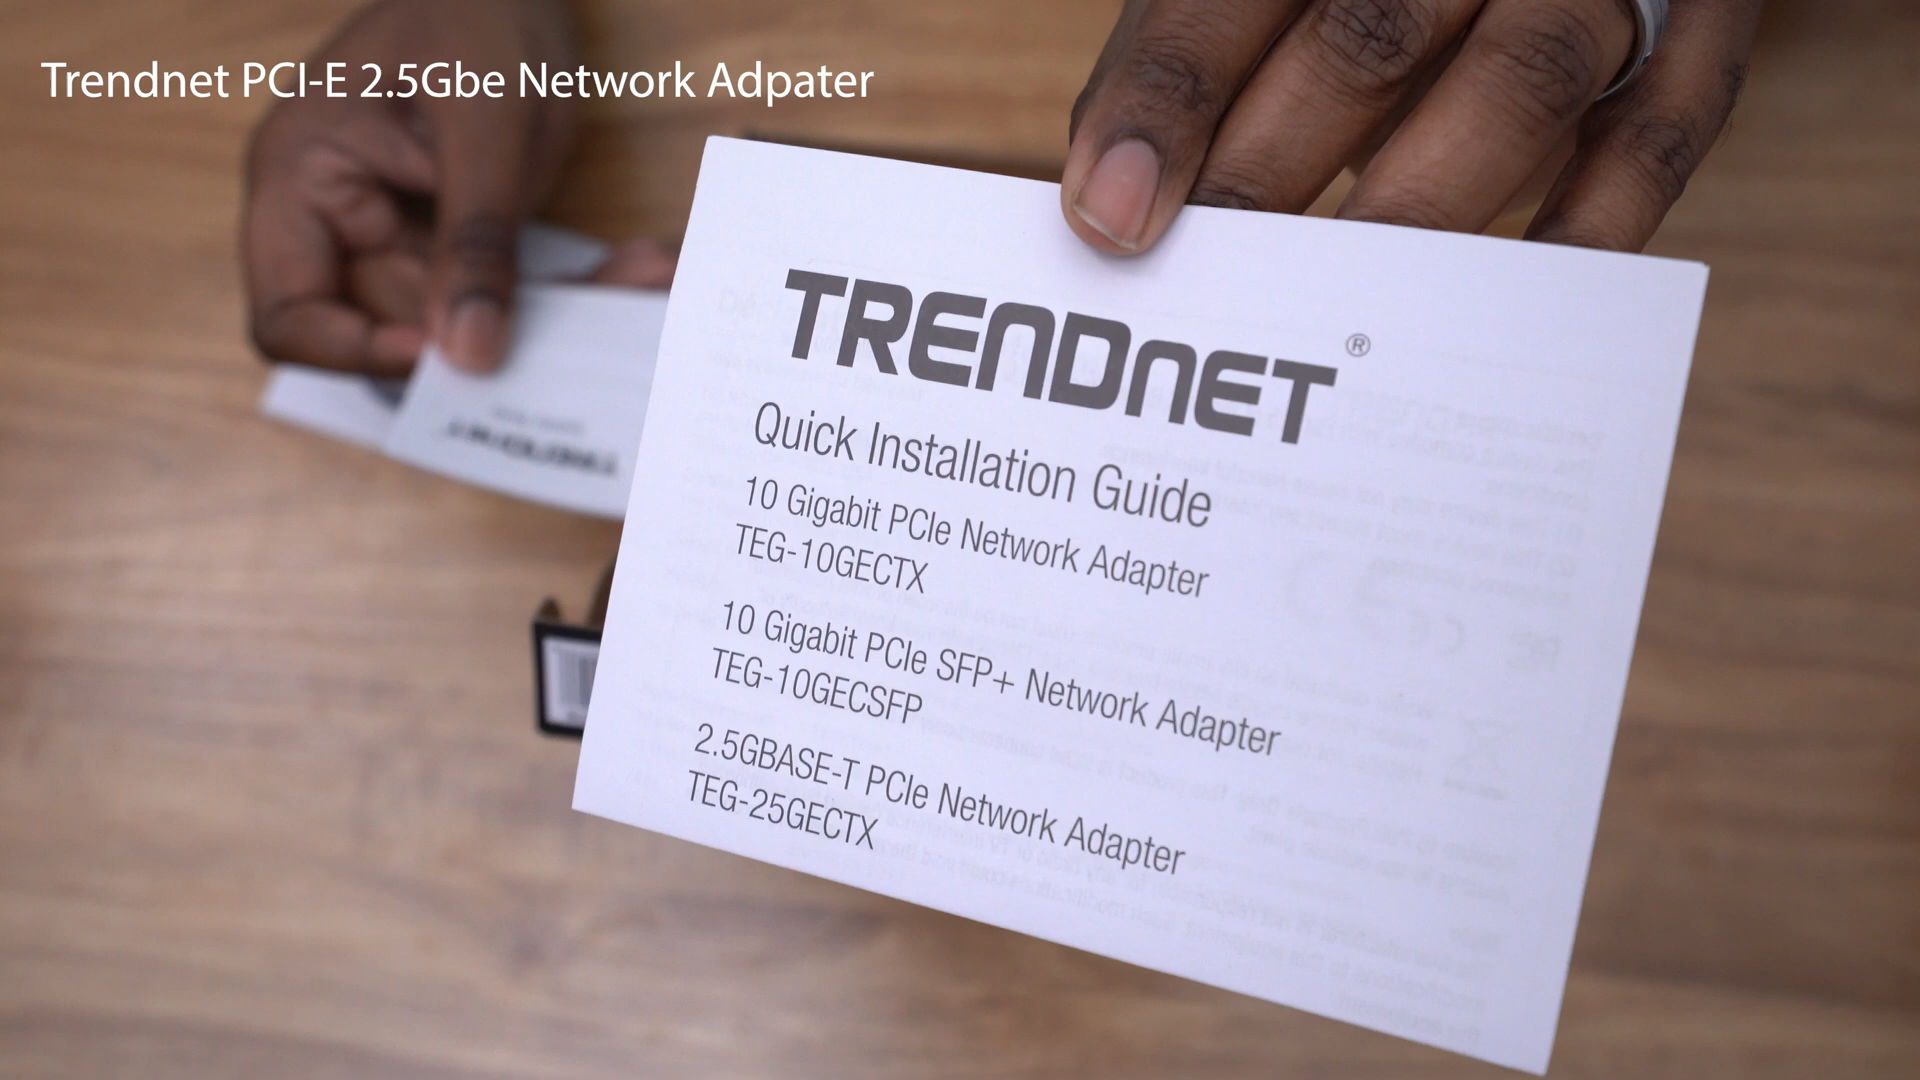 Trendnet PCI-E 2.5Gbe Network Adpater
TRENDNET®
Quick Installation Guide
10 Gigabit PCIe Network Adapter
TEG-10GECTX
10 Gigabit PCIe SFP+ Network Adapter
TEG-10GECSFP
2.5GBASE-T PCIe Network Adapter
TEG-25GECTX
TRENDNET